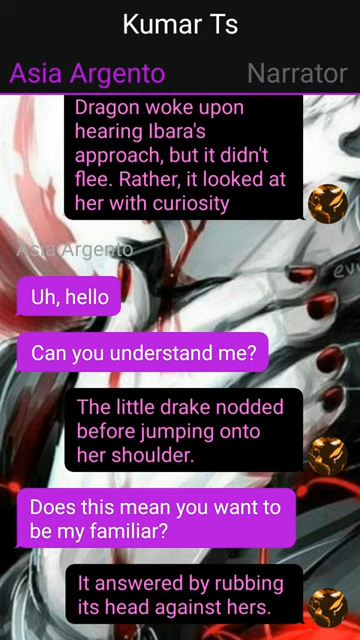 Kumar Ts
Asia Argento
Narrator
Dragon woke upon
hearing Ibara's
approach, but it didn't
flee. Rather, it looked at
her with curiosity
Asia Argento
Uh, hello
Can you understand me?
The little drake nodded
before jumping onto
her shoulder.
Does this mean you want to
be my familiar?
It answered by rubbing
its head against hers.